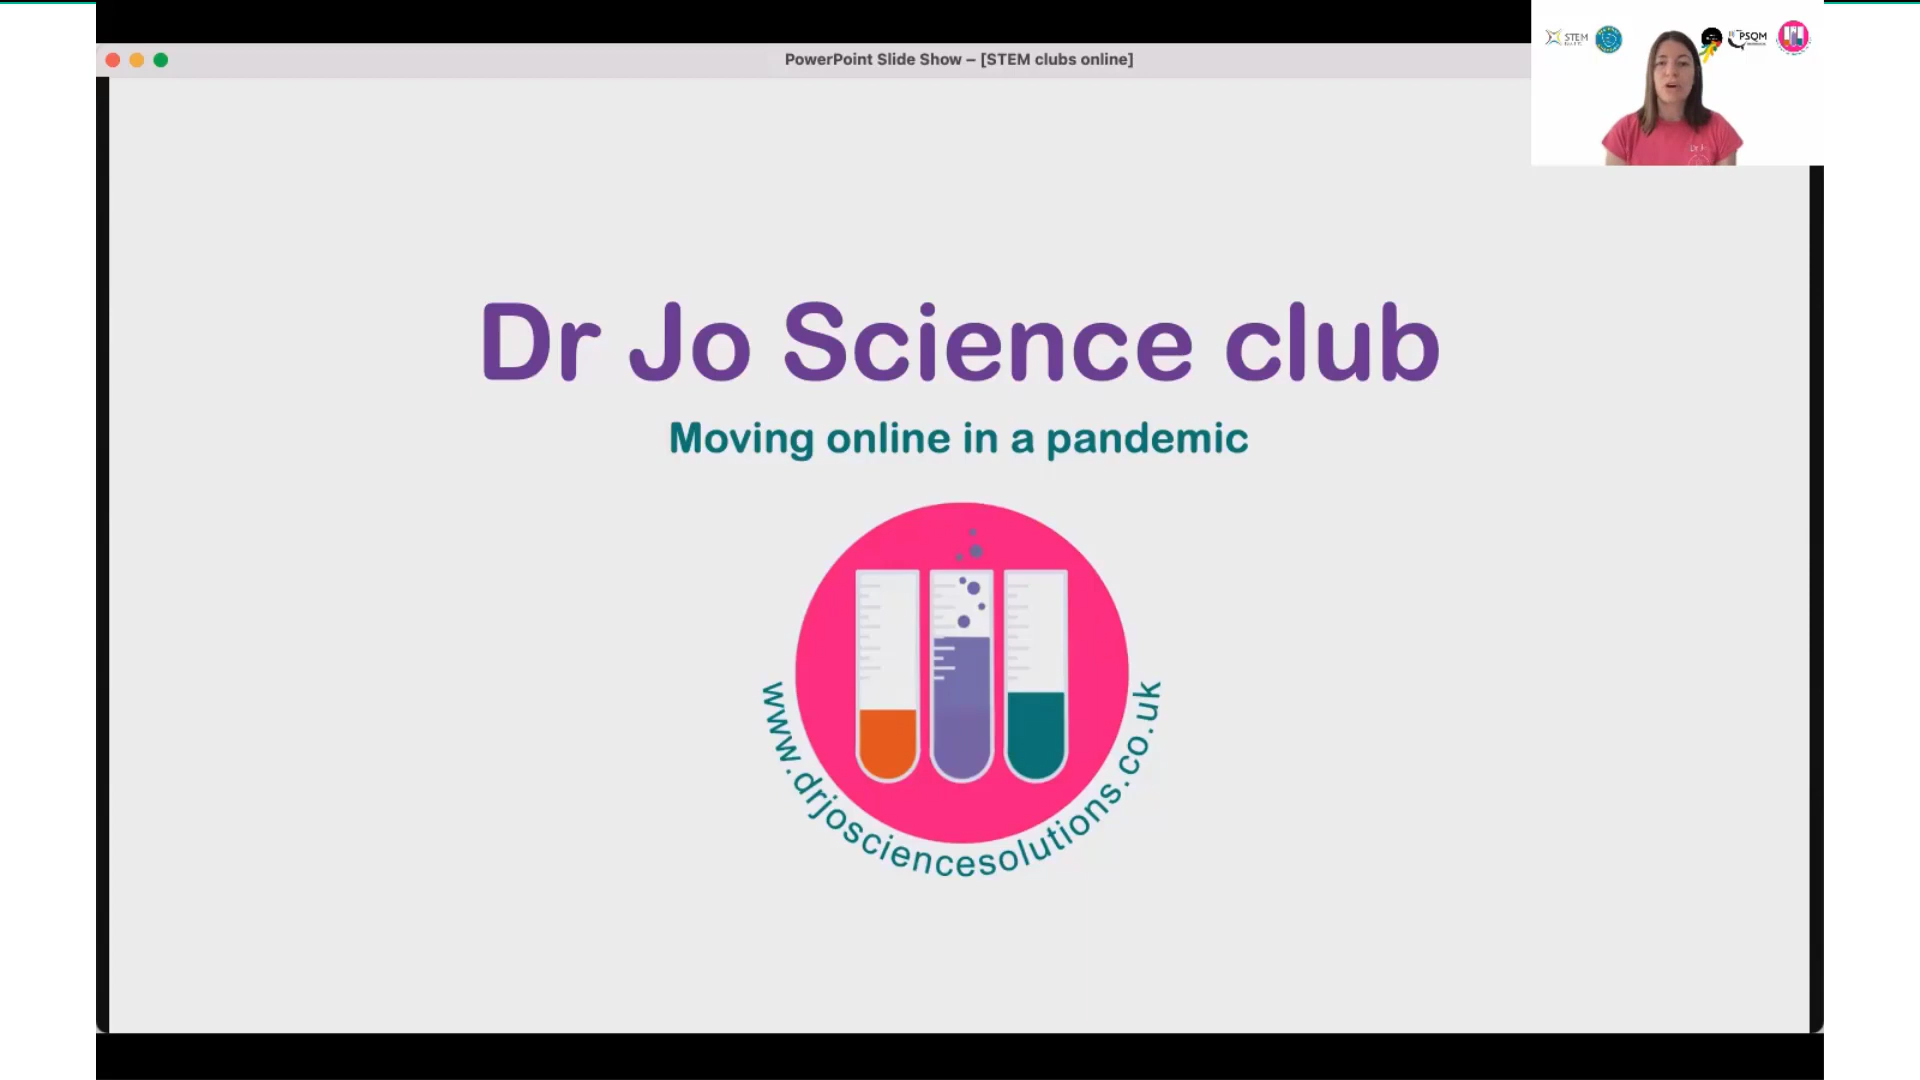 PowerPoint Slide Show – [STEM clubs online]
STEM
PSQM
Dr J
Dr Jo Science club
Moving online in a pandemic
www.drjosciencesolutions.co.uk